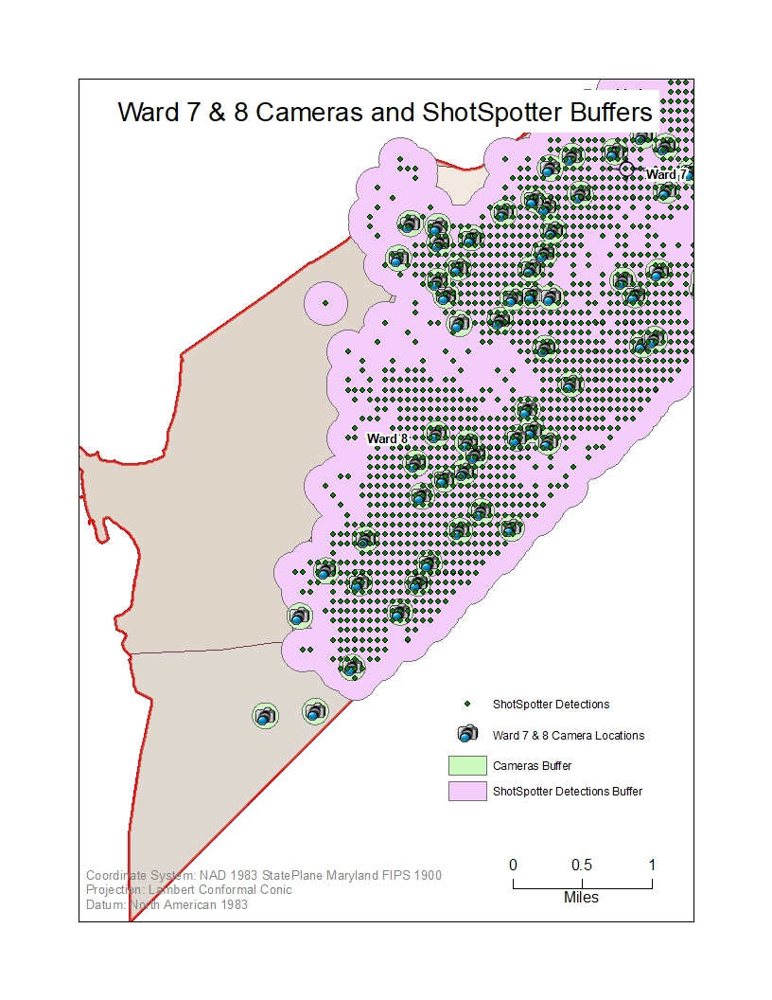 Ward 7 & 8 Cameras and ShotSpotter Buffers
Ward 7
Ward 8
ShotSpotter Detections
Ward 7 & 8 Camera Locations
Cameras Buffer
ShotSpotter Detections Buffer
0 0.5 1
Miles
Coordinate System: NAD 1983 StatePlane Maryland FIPS 1900
Projection: Lambert Conformal Conic
Datum: North American 1983